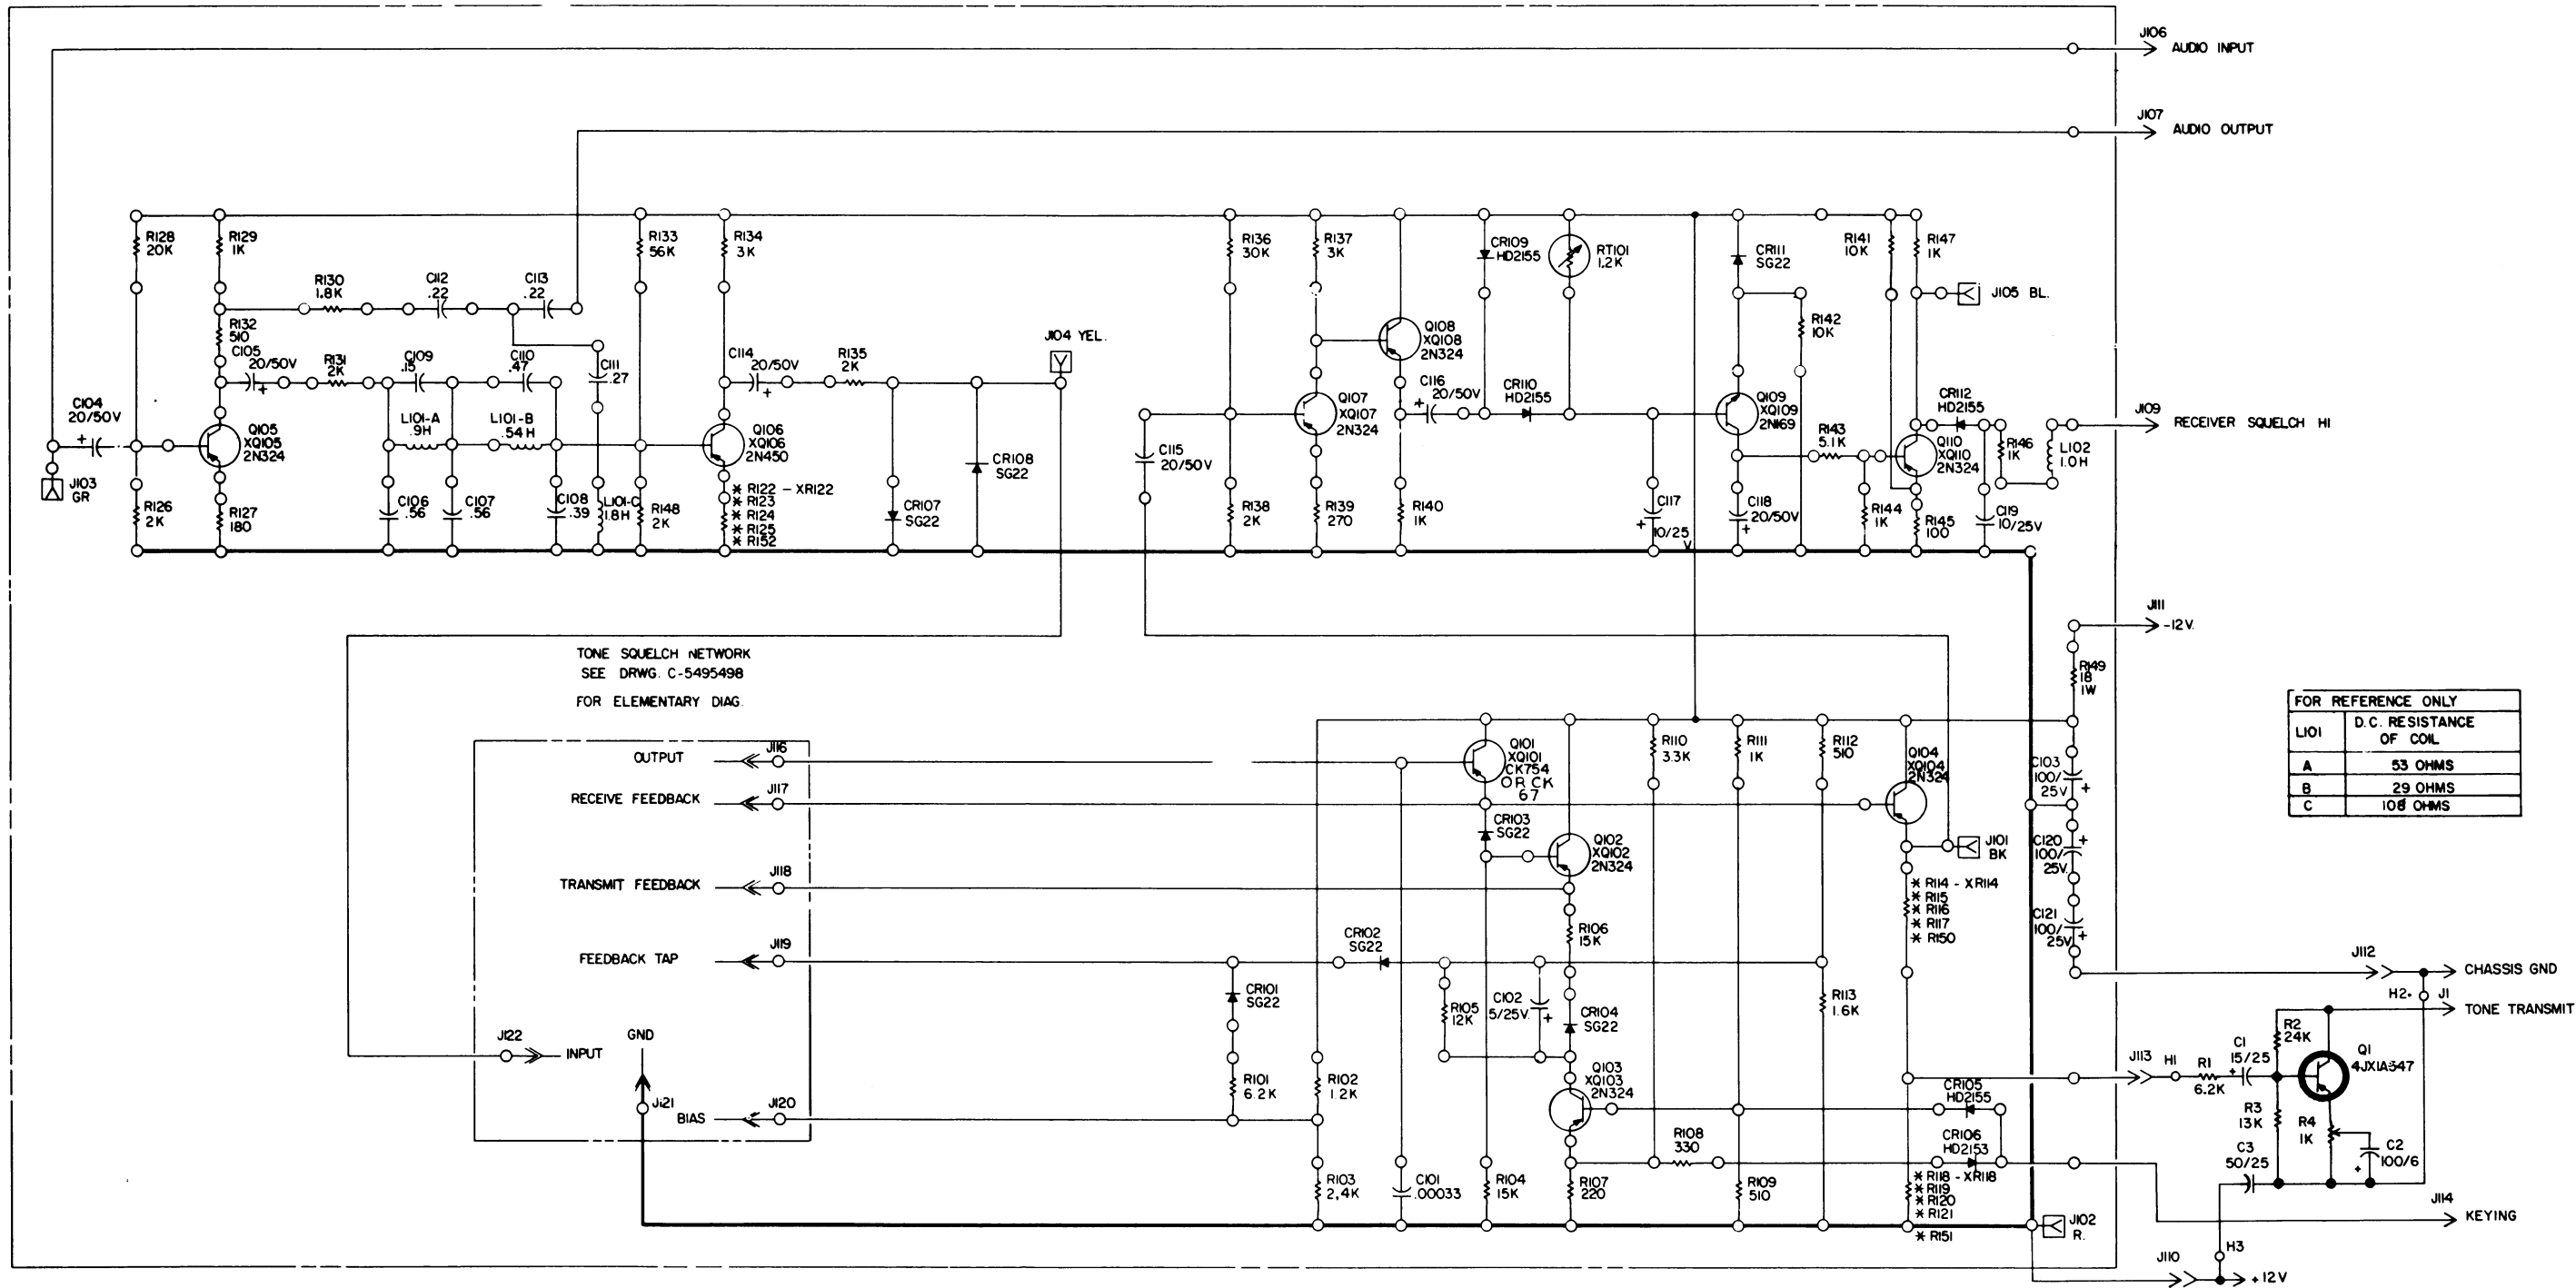 J106
AUDIO INPUT
J107
AUDIO OUTPUT
R128
20K
R129
1K
R130
1.8K
C112
.22
C113
.22
R133
56K
R134
3K
R136
30K
R137
3K
CR109
HD2155
RT101
1.2K
CR111
SG22
R141
10K
R147
1K
J105 BL.
R132
510
C105
20/50V
+
R131
2K
C109
.15
C110
.47
C111
.27
C114
20/50V
+
R135
2K
J104 YEL.
Q108
XQ108
2N324
R142
10K
C116
20/50V
+
CR110
HD2155
Q107
XQ107
2N324
Q109
XQ109
2N169
CR112
HD2155
J109
RECEIVER SQUELCH HI
C104
20/50V
+
Q105
XQ105
2N324
L101-A
.9H
L101-B
.54H
Q106
XQ106
2N450
C115
20/50V
R143
5.1K
Q110
XQ110
2N324
R146
1K
L102
1.0H
CR108
SG22
J103
GR
R126
2K
R127
180
C106
.56
C107
.56
C108
.39
L101-C
1.8H
R148
2K
* R122 - XR122
* R123
* R124
* R125
* R152
CR107
SG22
R138
2K
R139
270
R140
1K
C117
+
10/25
V
C118
20/50V
+
R144
1K
R145
100
C119
10/25V
J111
-12V.
R149
18
1W
TONE SQUELCH NETWORK
SEE DRWG. C-5495498
FOR ELEMENTARY DIAG.
FOR REFERENCE ONLY
L101
D.C. RESISTANCE
OF COIL
A
53 OHMS
B
29 OHMS
C
108 OHMS
OUTPUT
J116
RECEIVE FEEDBACK
J117
TRANSMIT FEEDBACK
J118
FEEDBACK TAP
J119
Q101
XQ101
CK754
OR CK
67
R110
3.3K
R111
1K
R112
510
Q104
XQ104
2N324
C103
100/
25V
+
CR103
SG22
Q102
XQ102
2N324
J101
BK
C120
100/
25V.
+
* R114 - XR114
* R115
* R116
* R117
* R150
C121
100/
25V
+
R106
15K
CR102
SG22
CR101
SG22
R105
12K
C102
5/25V.
+
CR104
SG22
R113
1.6K
J112
CHASSIS GND
H2
J1
TONE TRANSMIT
J122
INPUT
GND
J121
BIAS
J120
R101
6.2K
R102
1.2K
Q103
XQ103
2N324
CR105
HD2155
J113
H1
R1
6.2K
C1
15/25
+
R2
24K
Q1
4JX1A547
R3
13K
R4
1K
C3
50/25
C2
100/6
+
R108
330
CR106
HD2153
R103
2.4K
C101
.00033
R104
15K
R107
220
R109
510
* R118 - XR118
* R119
* R120
* R121
* R151
J102
R.
J114
KEYING
J110
H3
+12V